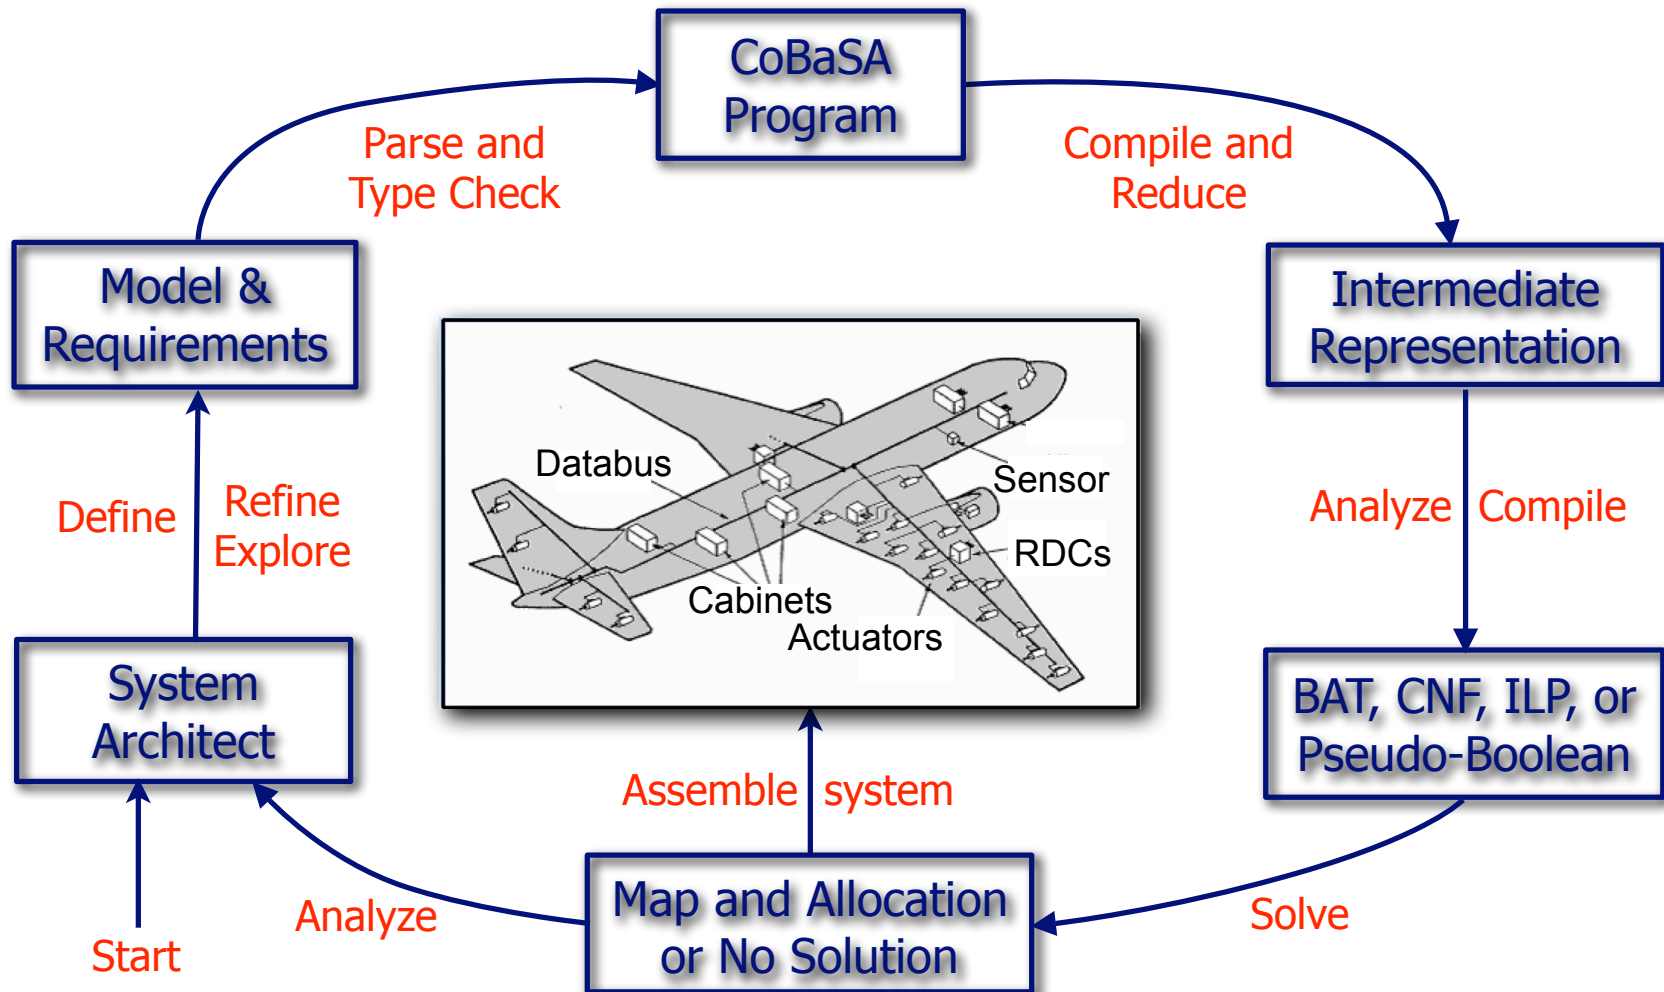 CoBaSA
Program
Parse and
Type Check
Compile and
Reduce
Model &
Requirements
Intermediate
Representation
Databus
Sensor
RDCs
Cabinets
Actuators
Define
Refine
Explore
Analyze
Compile
System
Architect
BAT, CNF, ILP, or
Pseudo-Boolean
Assemble system
Map and Allocation
or No Solution
Analyze
Solve
Start